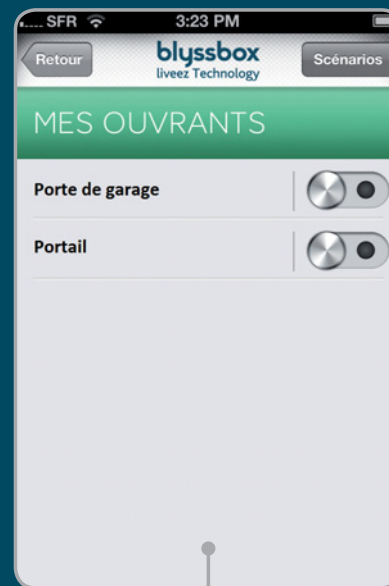 SFR 3:23 PM
Retour
blyssbox
liveez Technology
Scénarios
MES OUVRANTS
Porte de garage
Portail